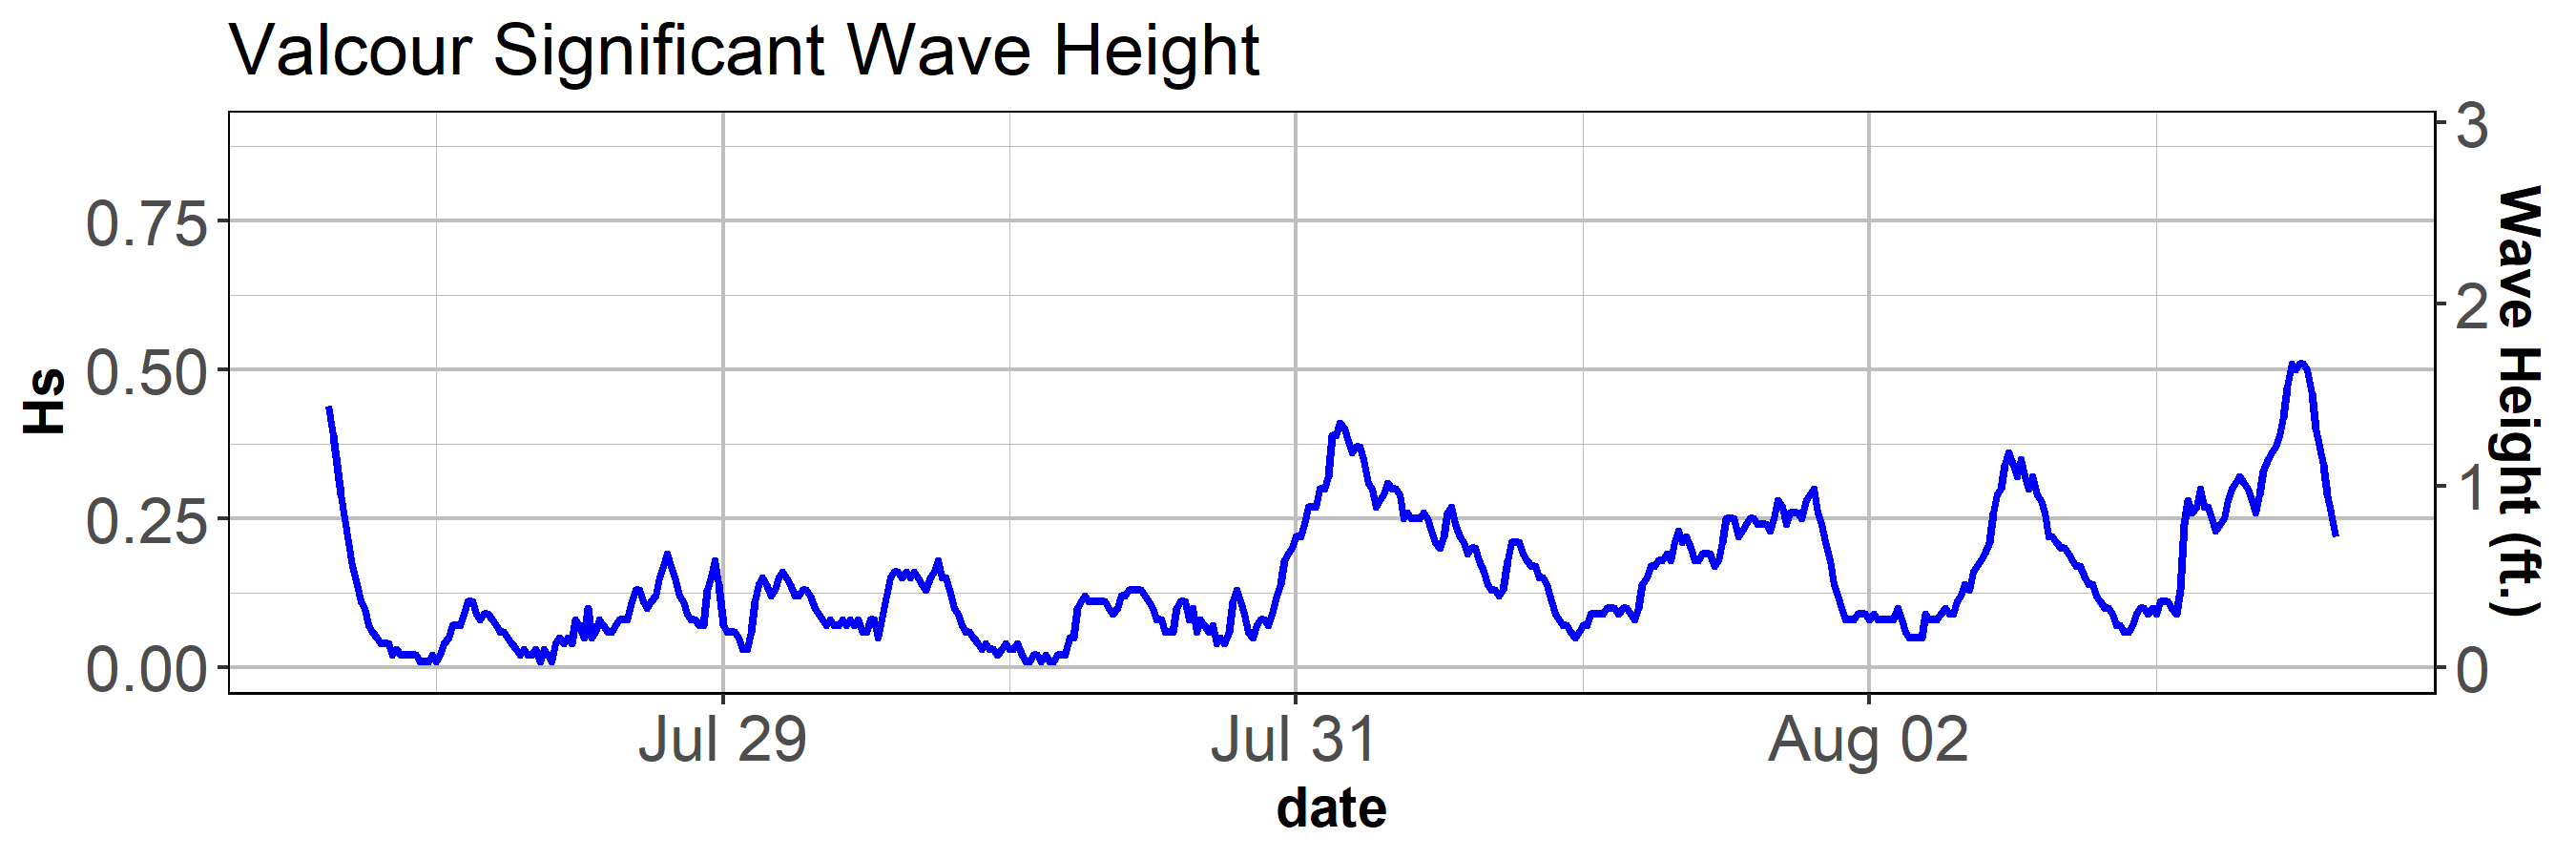 Valcour Significant Wave Height
Hs
0.75
0.50
0.25
0.00
3
2
1
0
Wave Height (ft.)
Jul 29
Jul 31
Aug 02
date